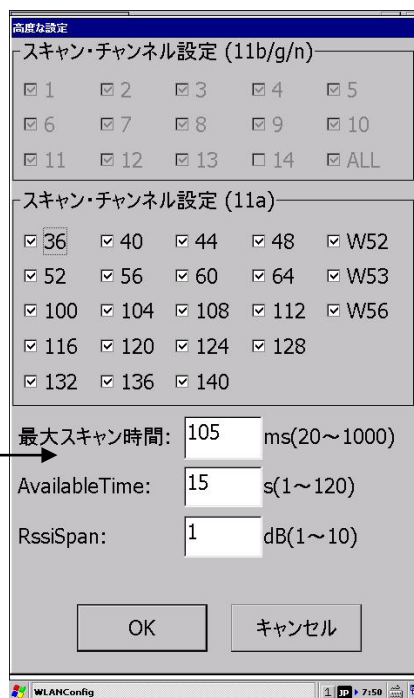 高度な設定
スキャン・チャンネル設定 (11b/g/n)
1 2 3 4 5
6 7 8 9 10
11 12 13 14 ALL
スキャン・チャンネル設定 (11a)
36 40 44 48 W52
52 56 60 64 W53
100 104 108 112 W56
116 120 124 128
132 136 140
最大スキャン時間: 105 ms(20～1000)
AvailableTime: 15 s(1～120)
RssiSpan: 1 dB(1～10)
OK キャンセル
WLANConfig 1 JP 7:50